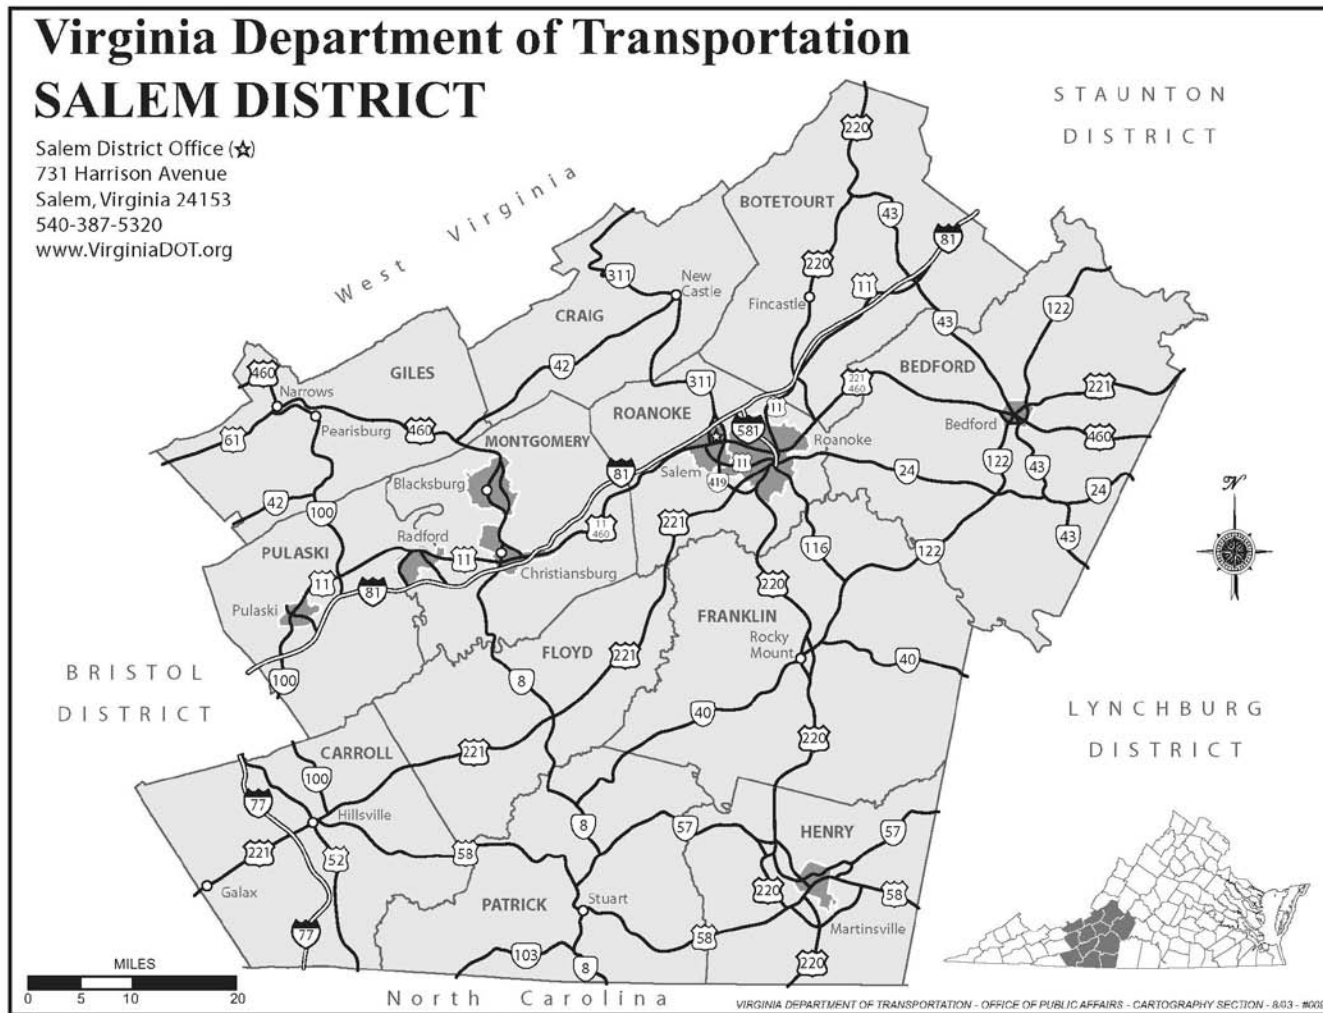 Virginia Department of Transportation
SALEM DISTRICT
Salem District Office (☆)
731 Harrison Avenue
Salem, Virginia 24153
540-387-5320
www.VirginiaDOT.org
STAUNTON
DISTRICT
West Virginia
220
BOTETOURT
43
81
311
New
Castle
220
11
Fincastle
122
CRAIG
43
42
BEDFORD
GILES
460
Narrows
311
221
460
221
11
ROANOKE
Pearisburg
460
61
581
Bedford
460
MONTGOMERY
Roanoke
81
Salem
11
122
43
24
Blacksburg
419
24
42
100
11
460
221
N
Radford
116
122
43
PULASKI
11
11
Christiansburg
81
220
Pulaski
FRANKLIN
Rocky
Mount
FLOYD
221
40
BRISTOL
DISTRICT
100
8
40
LYNCHBURG
DISTRICT
220
CARROLL
221
100
77
Hillsville
8
57
HENRY
57
221
52
58
Galax
220
58
PATRICK
Stuart
Martinsville
77
58
103
8
220
MILES
0 5 10 20
North Carolina
VIRGINIA DEPARTMENT OF TRANSPORTATION - OFFICE OF PUBLIC AFFAIRS - CARTOGRAPHY SECTION - 8/03 - #009